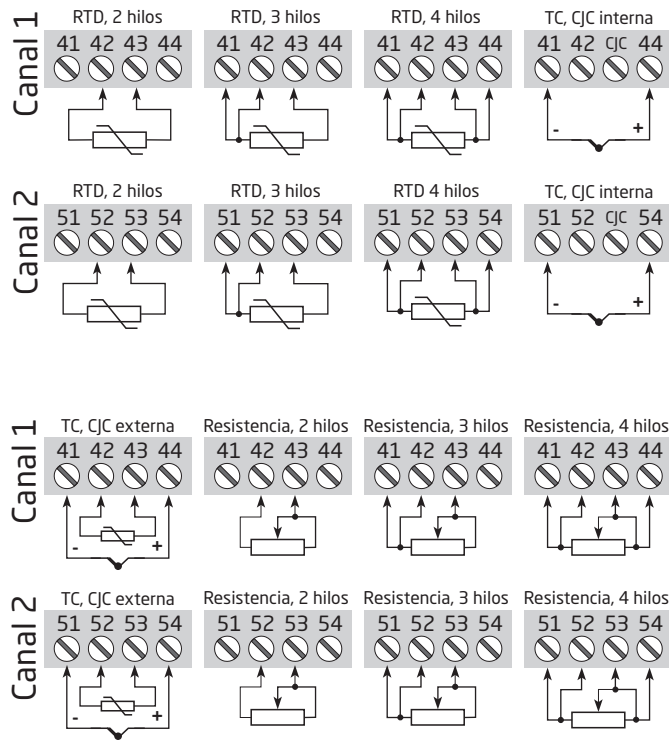 Canal 1
RTD, 2 hilos RTD, 3 hilos RTD, 4 hilos TC, CJC interna
41 42 43 44 41 42 43 44 41 42 43 44 41 42 CJC 44
- +
Canal 2
RTD, 2 hilos RTD, 3 hilos RTD 4 hilos TC, CJC interna
51 52 53 54 51 52 53 54 51 52 53 54 51 52 CJC 54
- +
Canal 1
TC, CJC externa Resistencia, 2 hilos Resistencia, 3 hilos Resistencia, 4 hilos
41 42 43 44 41 42 43 44 41 42 43 44 41 42 43 44
- +
Canal 2
TC, CJC externa Resistencia, 2 hilos Resistencia, 3 hilos Resistencia, 4 hilos
51 52 53 54 51 52 53 54 51 52 53 54 51 52 53 54
- +